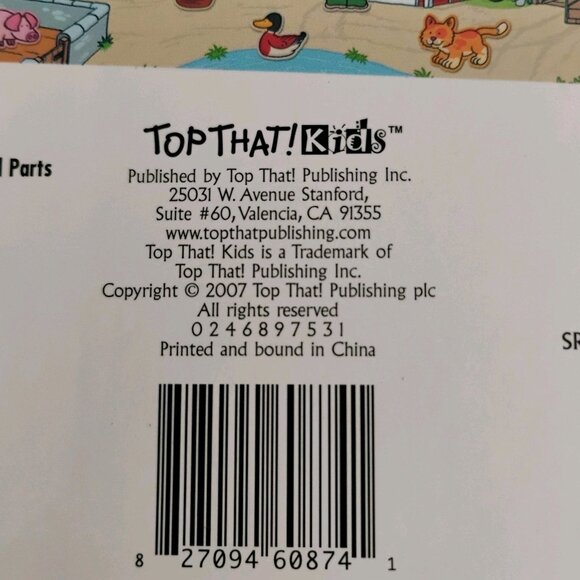 TOP THAT! Kids™
l Parts
Published by Top That! Publishing Inc.
25031 W. Avenue Stanford,
Suite #60, Valencia, CA 91355
www.topthatpublishing.com
Top That! Kids is a Trademark of
Top That! Publishing Inc.
Copyright © 2007 Top That! Publishing plc
All rights reserved
0 2 4 6 8 9 7 5 3 1
Printed and bound in China
SR
8 27094 60874 1